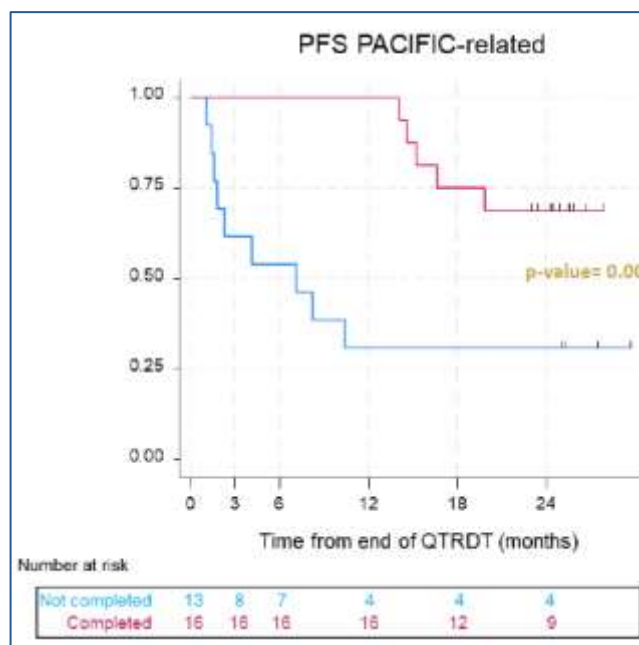 PFS PACIFIC-related
1.00
0.75
0.50
0.25
0.00
p-value= 0.00
0 3 6 12 18 24
Time from end of QTRDT (months)
Number at risk
Not completed 13 8 7 4 4 4
Completed 16 16 16 16 12 9